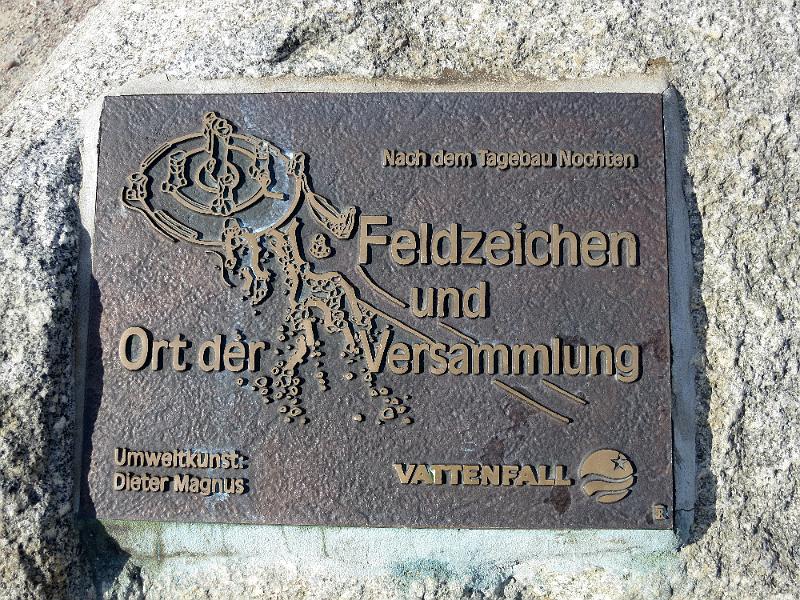 Nach dem Tagebau Nochten
Feldzeichen
und
Ort der Versammlung
Umweltkunst:
Dieter Magnus
VATTENFALL